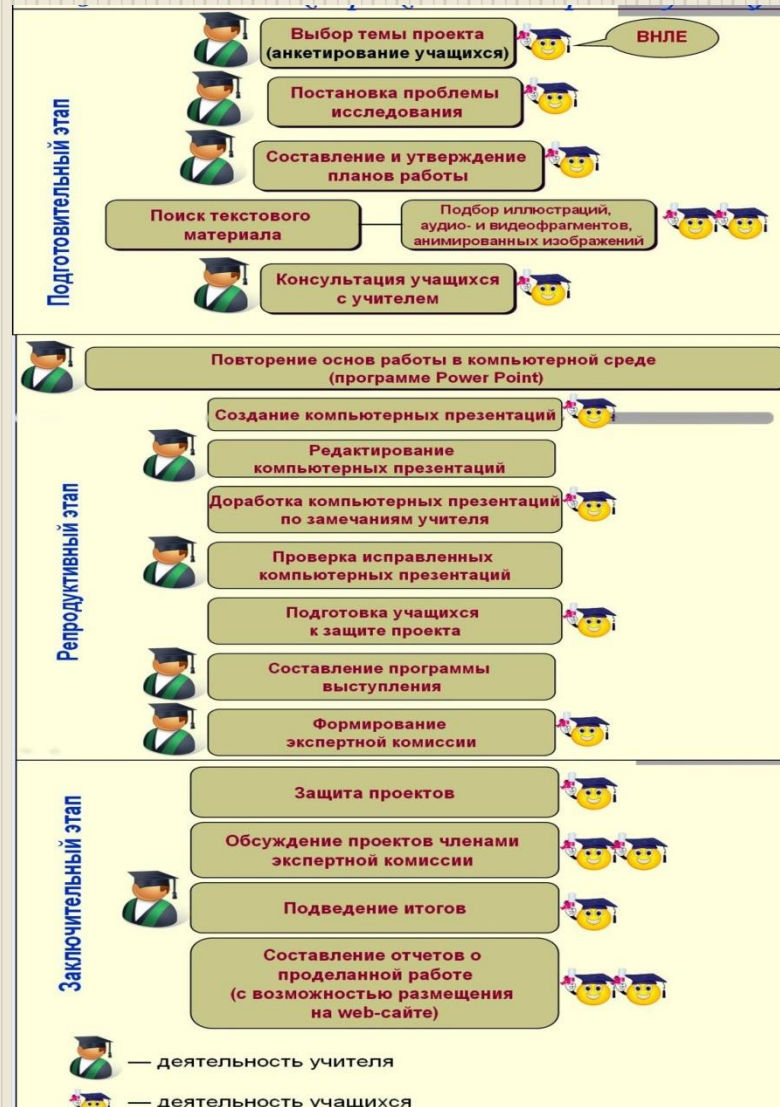 Подготовительный этап
Выбор темы проекта
(анкетирование учащихся)
ВНЛЕ
Постановка проблемы
исследования
Составление и утверждение
планов работы
Поиск текстового
материала
Подбор иллюстраций,
аудио- и видеофрагментов,
анимированных изображений
Консультация учащихся
с учителем
Репродуктивный этап
Повторение основ работы в компьютерной среде
(программе Power Point)
Создание компьютерных презентаций
Редактирование
компьютерных презентаций
Доработка компьютерных презентаций
по замечаниям учителя
Проверка исправленных
компьютерных презентаций
Подготовка учащихся
к защите проекта
Составление программы
выступления
Формирование
экспертной комиссии
Заключительный этап
Защита проектов
Обсуждение проектов членами
экспертной комиссии
Подведение итогов
Составление отчетов о
проделанной работе
(с возможностью размещения
на web-сайте)
— деятельность учителя
— деятельность учащихся